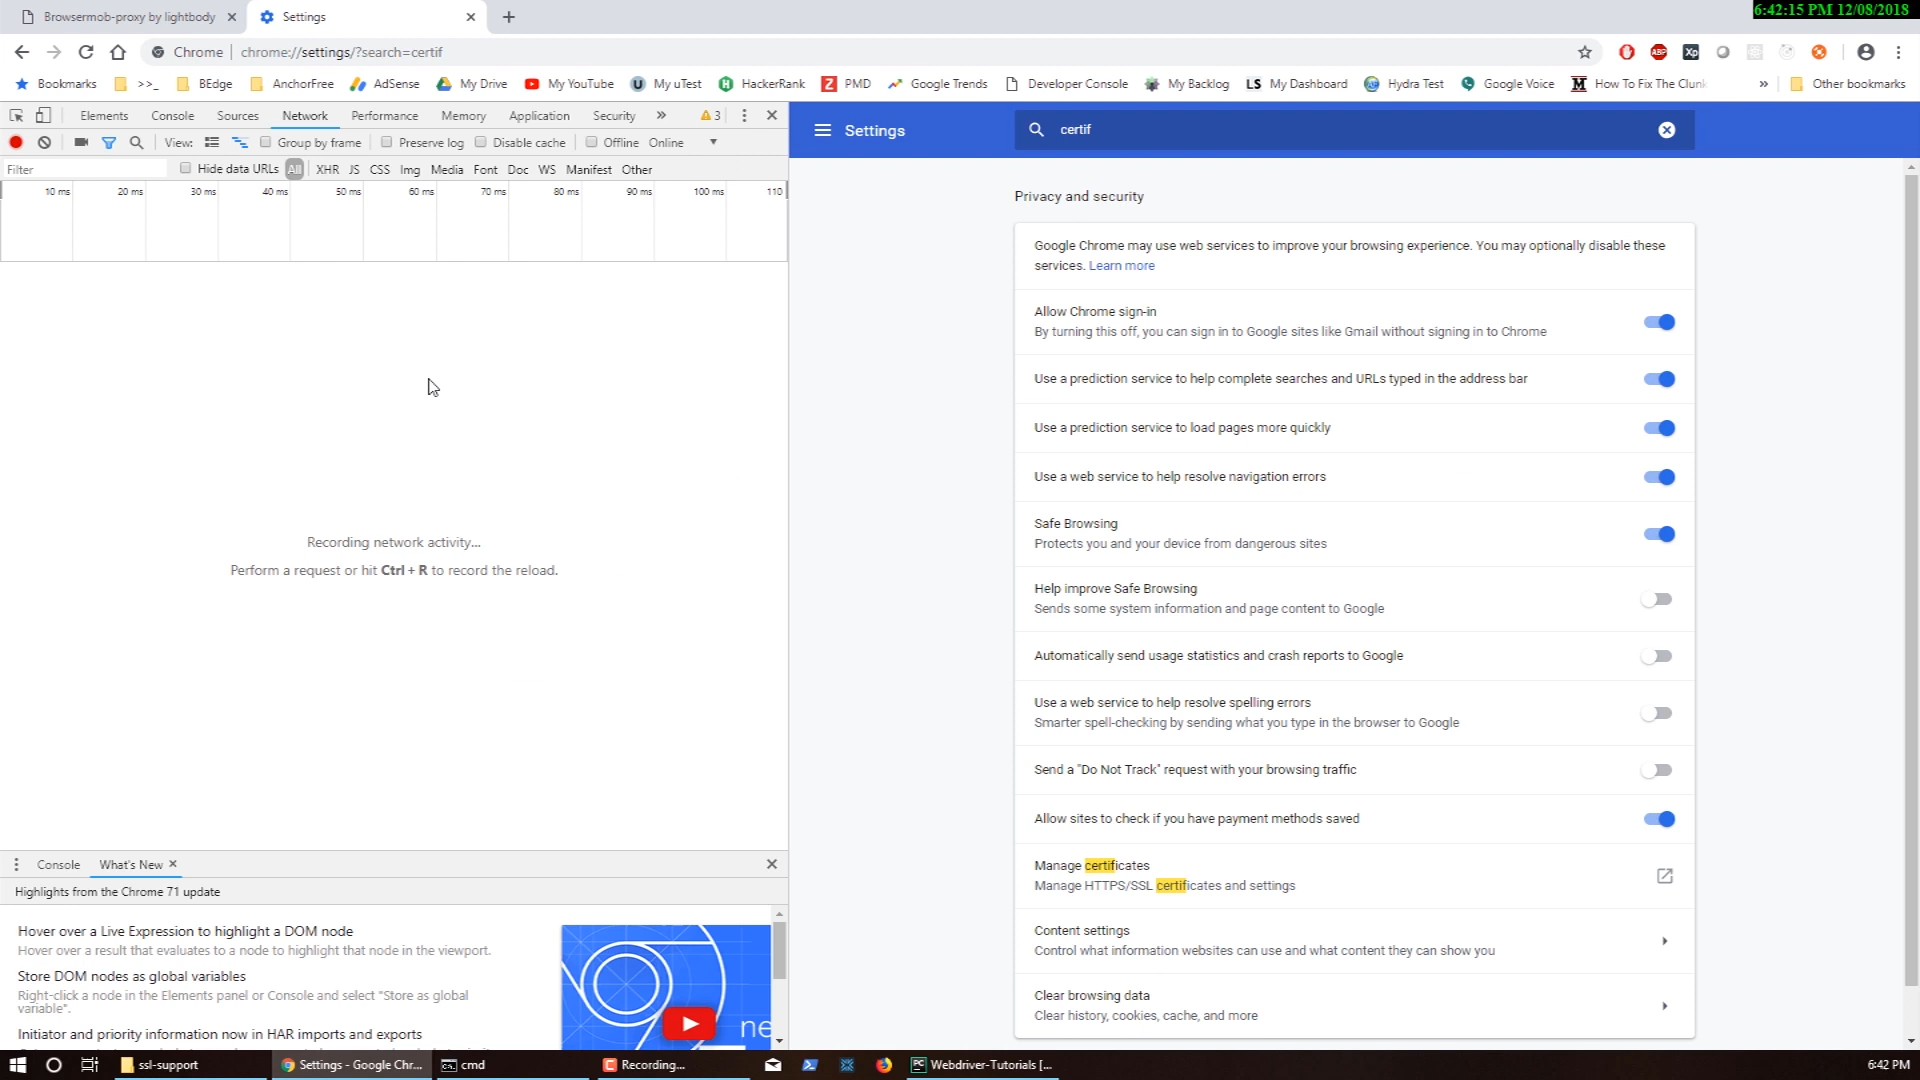 Browsermob-proxy by lightbody
Settings
6:42:15 PM 12/08/2018
Chrome
chrome://settings/?search=certif
ABP
Xp
Bookmarks
>>_
BEdge
AnchorFree
AdSense
My Drive
My YouTube
My uTest
HackerRank
PMD
Google Trends
Developer Console
My Backlog
LS My Dashboard
Hydra Test
Google Voice
How To Fix The Clunk
Other bookmarks
Elements
Console
Sources
Network
Performance
Memory
Application
Security
3
View:
Group by frame
Preserve log
Disable cache
Offline
Online
Filter
Hide data URLs
All
XHR
JS
CSS
Img
Media
Font
Doc
WS
Manifest
Other
10 ms
20 ms
30 ms
40 ms
50 ms
60 ms
70 ms
80 ms
90 ms
100 ms
110
Recording network activity...
Perform a request or hit Ctrl + R to record the reload.
Console
What's New
Highlights from the Chrome 71 update
Hover over a Live Expression to highlight a DOM node
Hover over a result that evaluates to a node to highlight that node in the viewport.
Store DOM nodes as global variables
Right-click a node in the Elements panel or Console and select "Store as global
variable".
Initiator and priority information now in HAR imports and exports
ne
Settings
certif
Privacy and security
Google Chrome may use web services to improve your browsing experience. You may optionally disable these
services. Learn more
Allow Chrome sign-in
By turning this off, you can sign in to Google sites like Gmail without signing in to Chrome
Use a prediction service to help complete searches and URLs typed in the address bar
Use a prediction service to load pages more quickly
Use a web service to help resolve navigation errors
Safe Browsing
Protects you and your device from dangerous sites
Help improve Safe Browsing
Sends some system information and page content to Google
Automatically send usage statistics and crash reports to Google
Use a web service to help resolve spelling errors
Smarter spell-checking by sending what you type in the browser to Google
Send a "Do Not Track" request with your browsing traffic
Allow sites to check if you have payment methods saved
Manage certificates
Manage HTTPS/SSL certificates and settings
Content settings
Control what information websites can use and what content they can show you
Clear browsing data
Clear history, cookies, cache, and more
ssl-support
Settings - Google Chr...
cmd
Recording...
Webdriver-Tutorials [...
6:42 PM